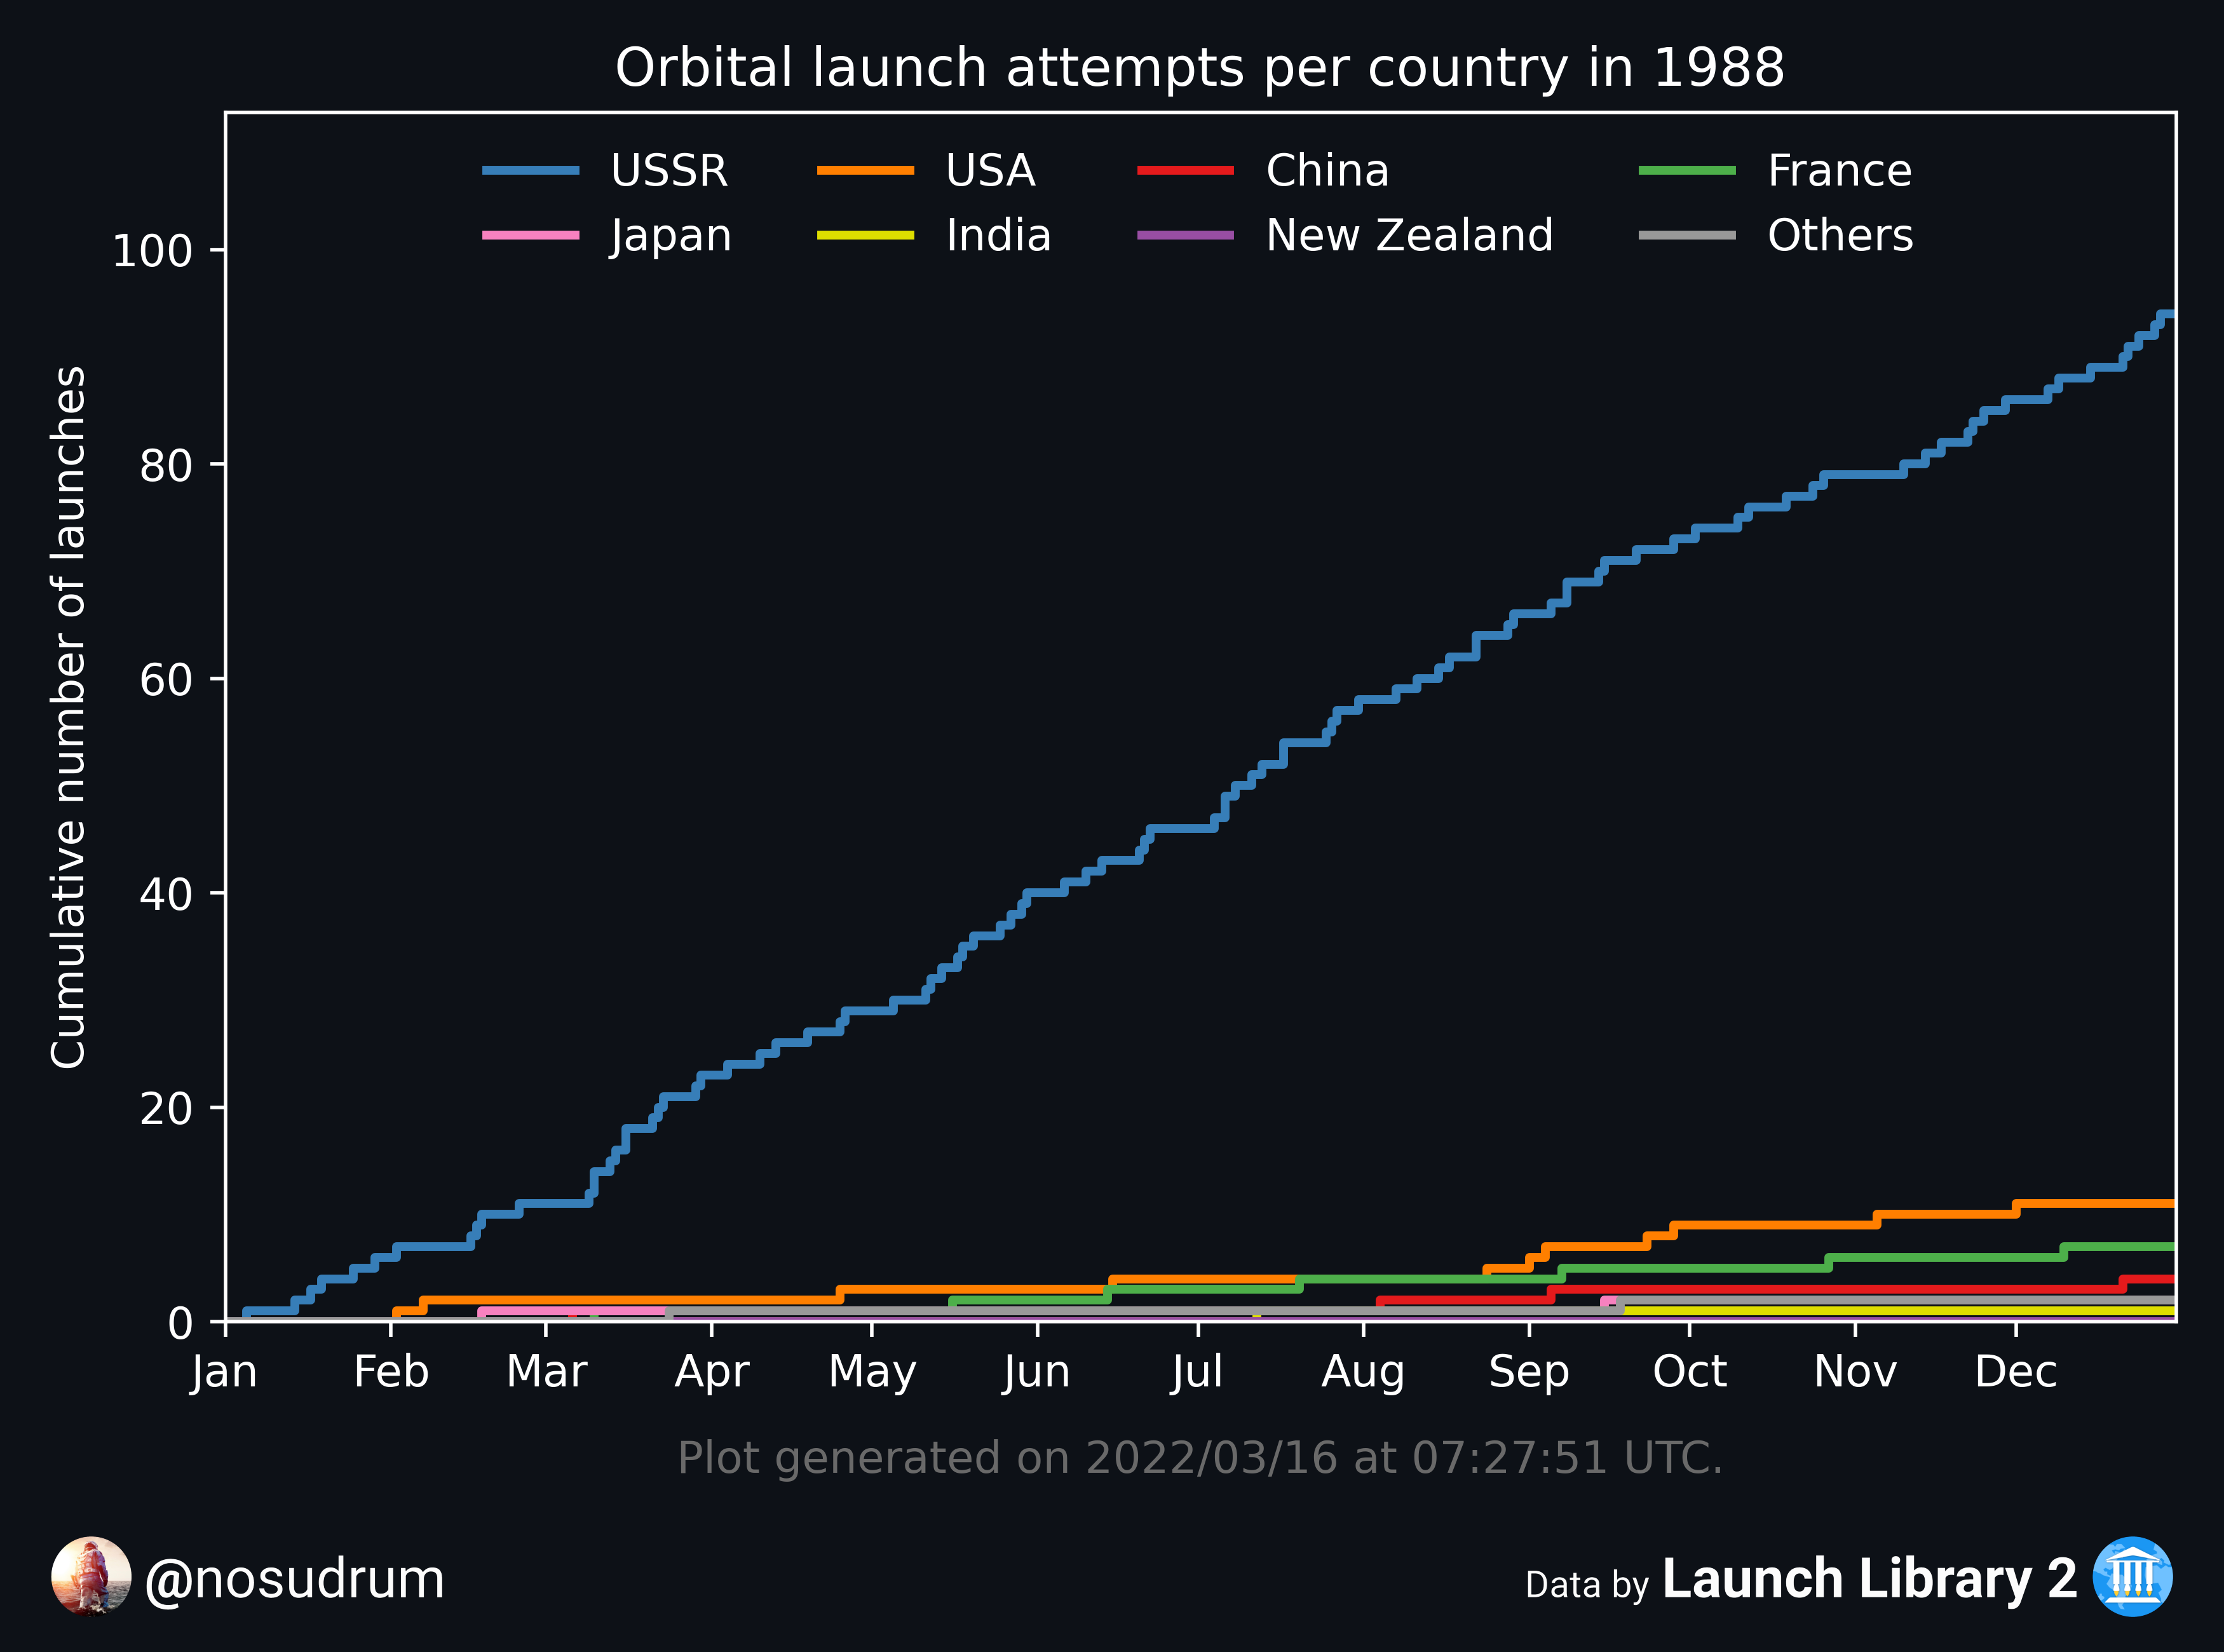 Orbital launch attempts per country in 1988
USSR USA China France
Japan India New Zealand Others
Cumulative number of launches
100
80
60
40
20
0
Jan Feb Mar Apr May Jun Jul Aug Sep Oct Nov Dec
Plot generated on 2022/03/16 at 07:27:51 UTC.
@nosudrum
Data by Launch Library 2